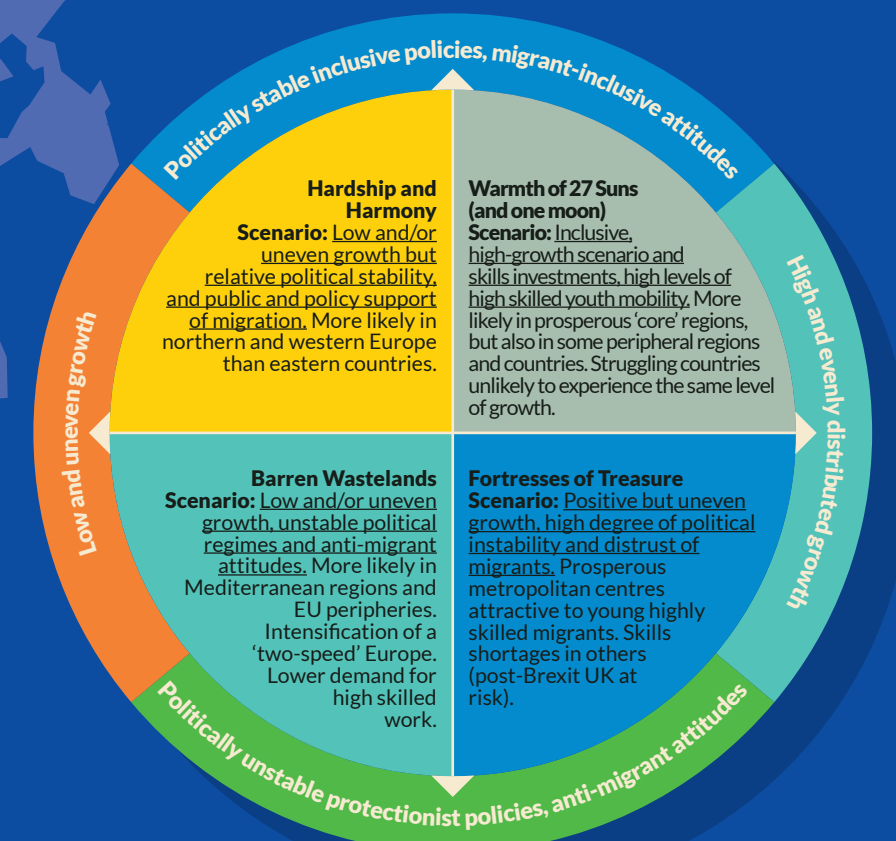 Politically stable inclusive policies, migrant-inclusive attitudes
Hardship and
Harmony
Scenario: Low and/or
uneven growth but
relative political stability,
and public and policy support
of migration. More likely in
northern and western Europe
than eastern countries.
Warmth of 27 Suns
(and one moon)
Scenario: Inclusive,
high-growth scenario and
skills investments, high levels of
high skilled youth mobility. More
likely in prosperous ‘core’ regions,
but also in some peripheral regions
and countries. Struggling countries
unlikely to experience the same level
of growth.
Low and uneven growth
High and evenly distributed growth
Barren Wastelands
Scenario: Low and/or uneven
growth, unstable political
regimes and anti-migrant
attitudes. More likely in
Mediterranean regions and
EU peripheries.
Intensification of a
‘two-speed’ Europe.
Lower demand for
high skilled
work.
Fortresses of Treasure
Scenario: Positive but uneven
growth, high degree of political
instability and distrust of
migrants. Prosperous
metropolitan centres
attractive to young highly
skilled migrants. Skills
shortages in others
(post-Brexit UK at
risk).
Politically unstable protectionist policies, anti-migrant attitudes